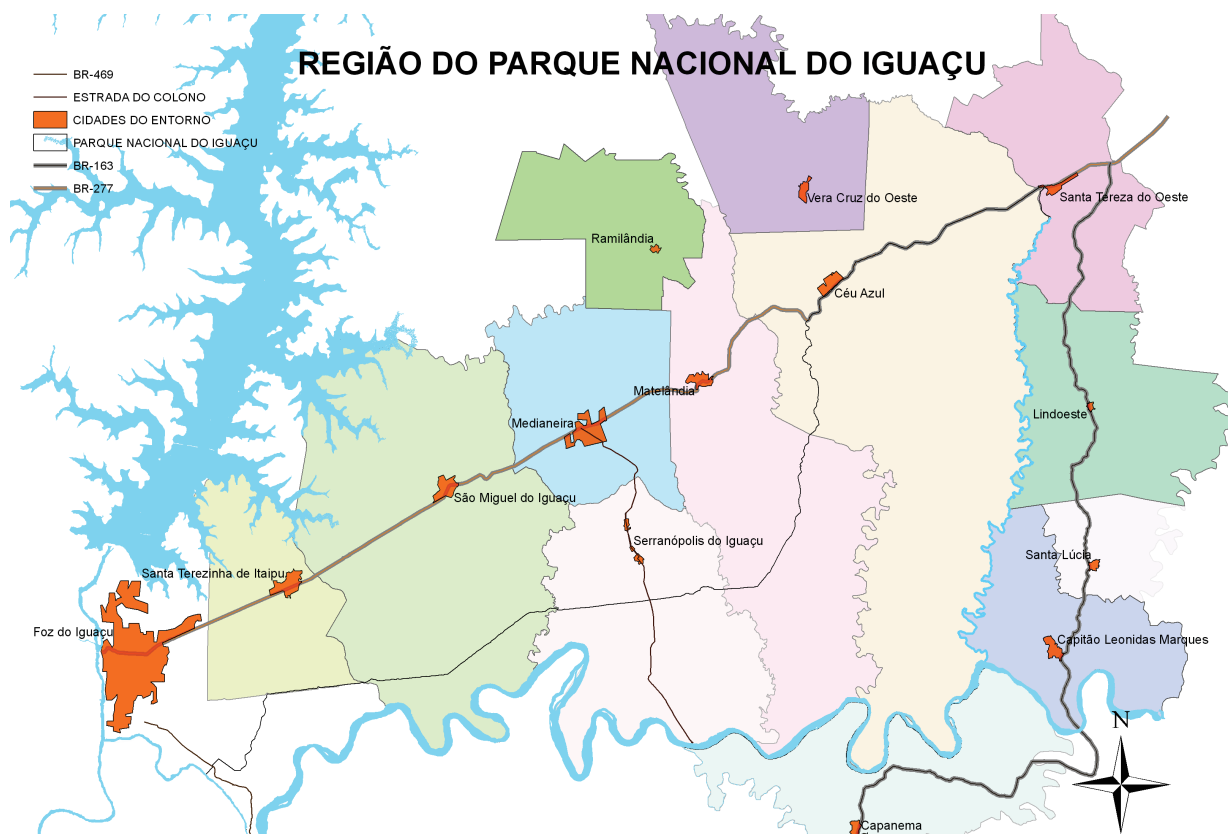 REGIÃO DO PARQUE NACIONAL DO IGUAÇU
BR-469
ESTRADA DO COLONO
CIDADES DO ENTORNO
PARQUE NACIONAL DO IGUAÇU
BR-163
BR-277
Vera Cruz do Oeste
Santa Tereza do Oeste
Ramilândia
Céu Azul
Matelândia
Lindoeste
Medianeira
São Miguel do Iguaçu
Serranópolis do Iguaçu
Santa Lúcia
Santa Terezinha de Itaipu
Foz do Iguaçu
Capitão Leonidas Marques
N
Capanema